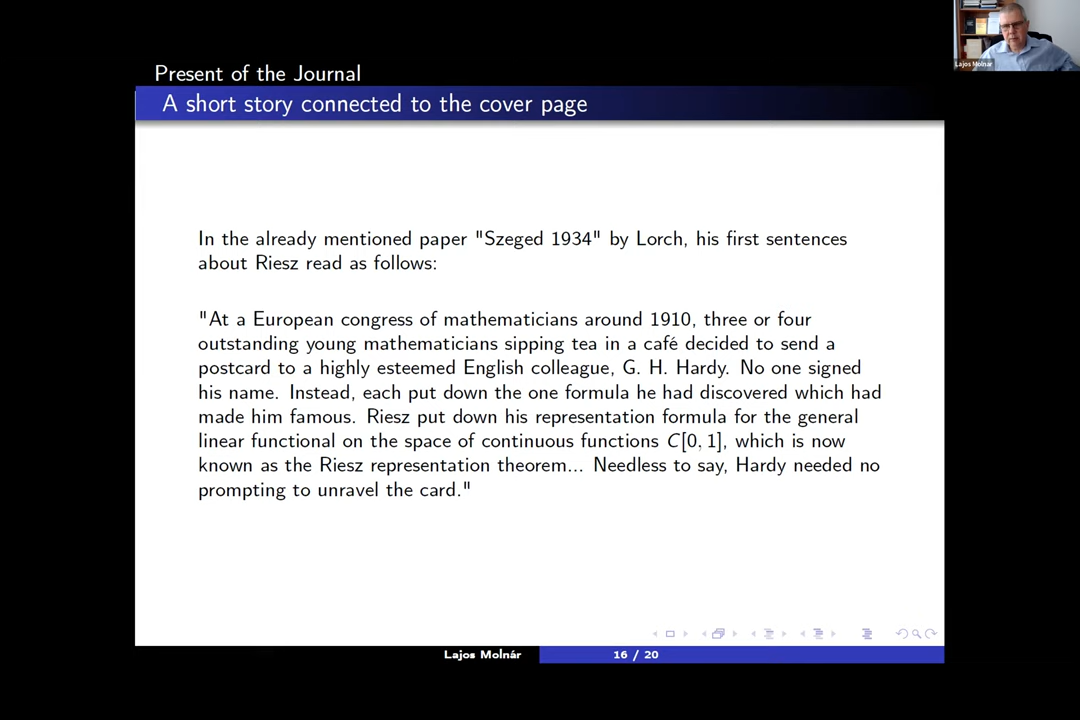 Lajos Molnár
Present of the Journal
A short story connected to the cover page
In the already mentioned paper "Szeged 1934" by Lorch, his first sentences
about Riesz read as follows:
"At a European congress of mathematicians around 1910, three or four
outstanding young mathematicians sipping tea in a café decided to send a
postcard to a highly esteemed English colleague, G. H. Hardy. No one signed
his name. Instead, each put down the one formula he had discovered which had
made him famous. Riesz put down his representation formula for the general
linear functional on the space of continuous functions C[0, 1], which is now
known as the Riesz representation theorem... Needless to say, Hardy needed no
prompting to unravel the card."
Lajos Molnár
16 / 20